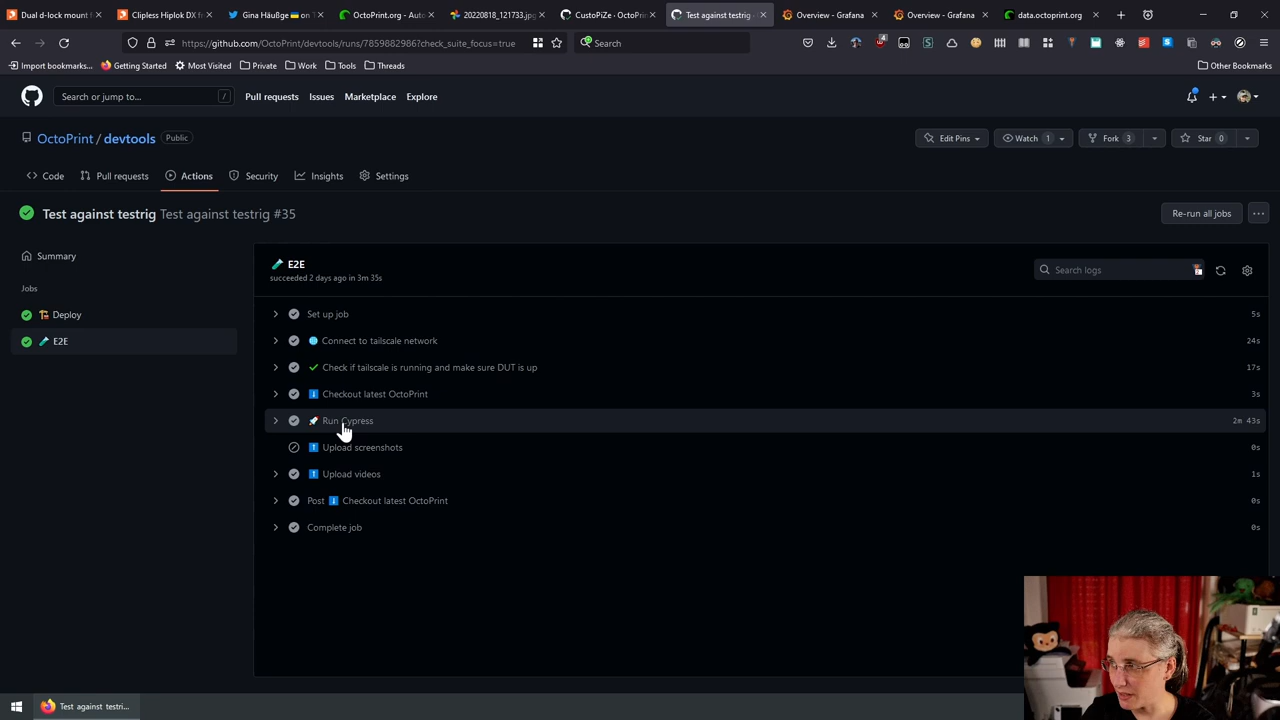 Dual d-lock mount f
Clipless Hiplok DX fr
Gina Häußge on T
OctoPrint.org - Auto
20220818_121733.jpg
CustoPiZe · OctoPrin
Test against testrig ·
Overview - Grafana
Overview - Grafana
data.octoprint.org
https://github.com/OctoPrint/devtools/runs/7859882986?check_suite_focus=true
Search
Import bookmarks...
Getting Started
Most Visited
Private
Work
Tools
Threads
Other Bookmarks
Search or jump to...
/
Pull requests
Issues
Marketplace
Explore
OctoPrint / devtools
Public
Edit Pins
Watch 1
Fork 3
Star 0
Code
Pull requests
Actions
Security
Insights
Settings
Test against testrig Test against testrig #35
Re-run all jobs
Summary
Jobs
Deploy
E2E
E2E
succeeded 2 days ago in 3m 35s
Search logs
Set up job 5s
Connect to tailscale network 24s
Check if tailscale is running and make sure DUT is up 17s
Checkout latest OctoPrint 3s
Run Cypress 2m 43s
Upload screenshots 0s
Upload videos 1s
Post Checkout latest OctoPrint 0s
Complete job 0s
Test against testri...